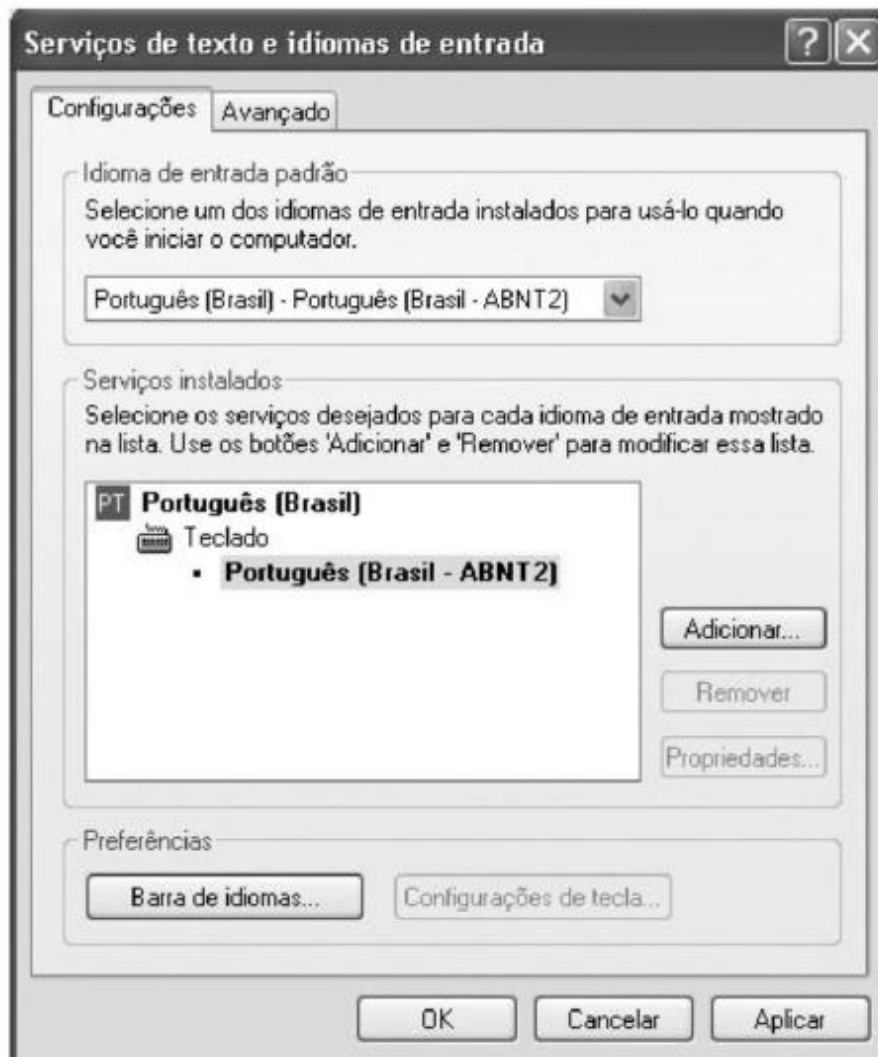 Serviços de texto e idiomas de entrada
Configurações
Avançado
Idioma de entrada padrão
Selecione um dos idiomas de entrada instalados para usá-lo quando
você iniciar o computador.
Português (Brasil) - Português (Brasil - ABNT2)
Serviços instalados
Selecione os serviços desejados para cada idioma de entrada mostrado
na lista. Use os botões 'Adicionar' e 'Remover' para modificar essa lista.
PT Português (Brasil)
Teclado
▪ Português (Brasil - ABNT2)
Adicionar...
Remover
Propriedades...
Preferências
Barra de idiomas...
Configurações de tecla...
OK
Cancelar
Aplicar